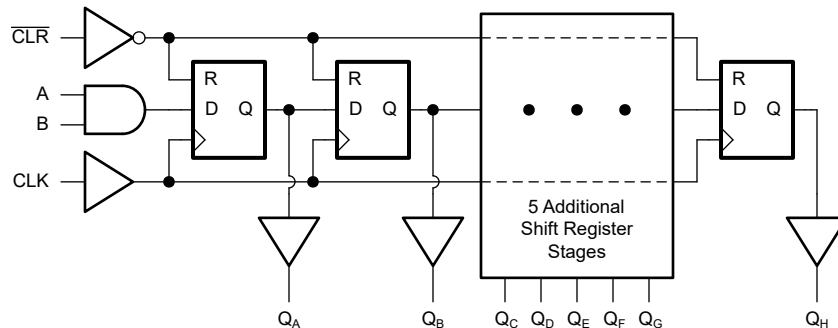 CLR
R
R
R
A
D
Q
D
Q
D
Q
B
CLK
5 Additional
Shift Register
Stages
QA
QB
QC
QD
QE
QF
QG
QH